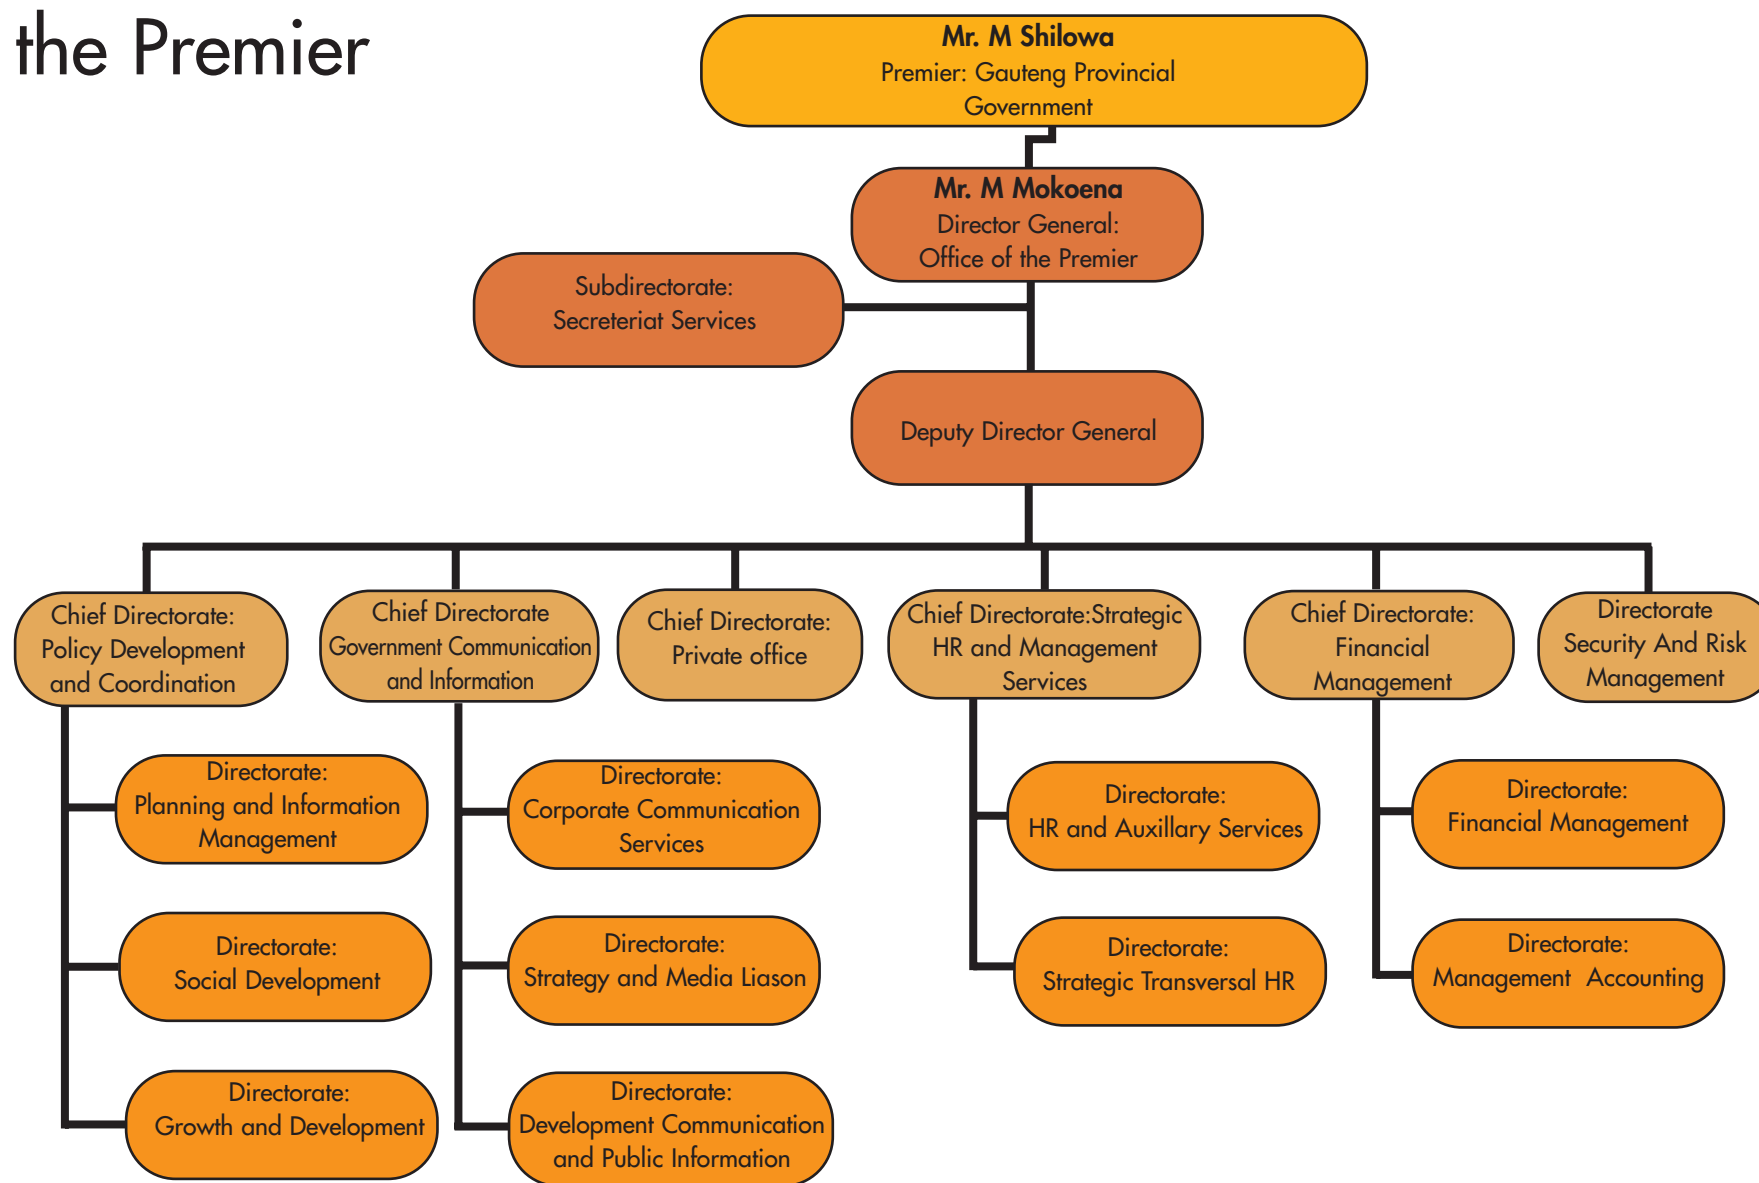 the Premier
Mr. M Shilowa
Premier: Gauteng Provincial
Government
Mr. M Mokoena
Director General:
Office of the Premier
Subdirectorate:
Secreteriat Services
Deputy Director General
Chief Directorate:
Policy Development
and Coordination
Chief Directorate
Government Communication
and Information
Chief Directorate:
Private office
Chief Directorate:Strategic
HR and Management
Services
Chief Directorate:
Financial
Management
Directorate
Security And Risk
Management
Directorate:
Planning and Information
Management
Directorate:
Social Development
Directorate:
Growth and Development
Directorate:
Corporate Communication
Services
Directorate:
Strategy and Media Liason
Directorate:
Development Communication
and Public Information
Directorate:
HR and Auxillary Services
Directorate:
Strategic Transversal HR
Directorate:
Financial Management
Directorate:
Management Accounting